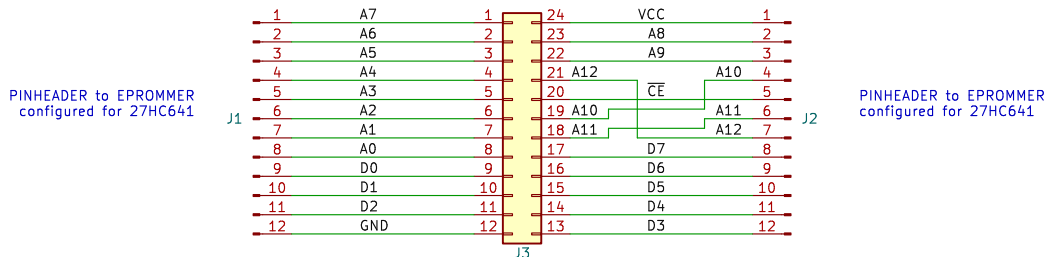 1 A7 1 24 VCC 1
2 A6 2 23 A8 2
3 A5 3 22 A9 3
4 A4 4 21 A12 A10 4
5 A3 5 20 CE 5
6 A2 6 19 A10 A11 6
7 A1 7 18 A11 A12 7
8 A0 8 17 D7 8
9 D0 9 16 D6 9
10 D1 10 15 D5 10
11 D2 11 14 D4 11
12 GND 12 13 D3 12
PINHEADER to EPROMMER
configured for 27HC641
J1
J3
J2
PINHEADER to EPROMMER
configured for 27HC641